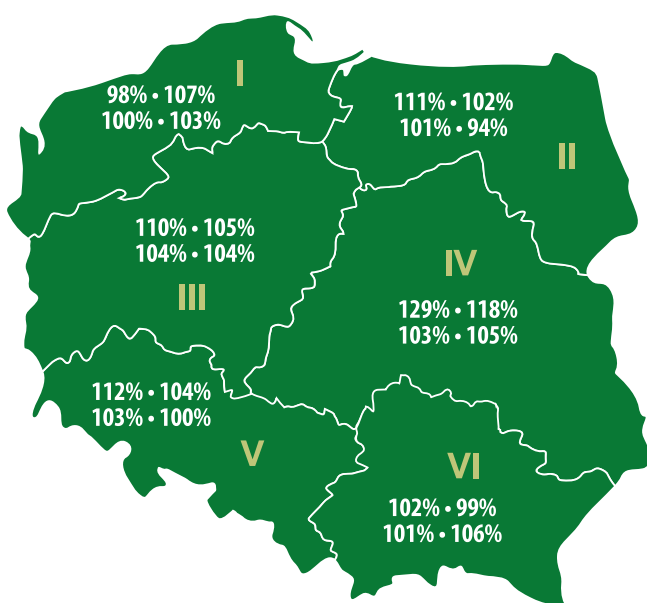 I
98% • 107%
100% • 103%
111% • 102%
101% • 94%
II
110% • 105%
104% • 104%
III
IV
129% • 118%
103% • 105%
112% • 104%
103% • 100%
V
VI
102% • 99%
101% • 106%